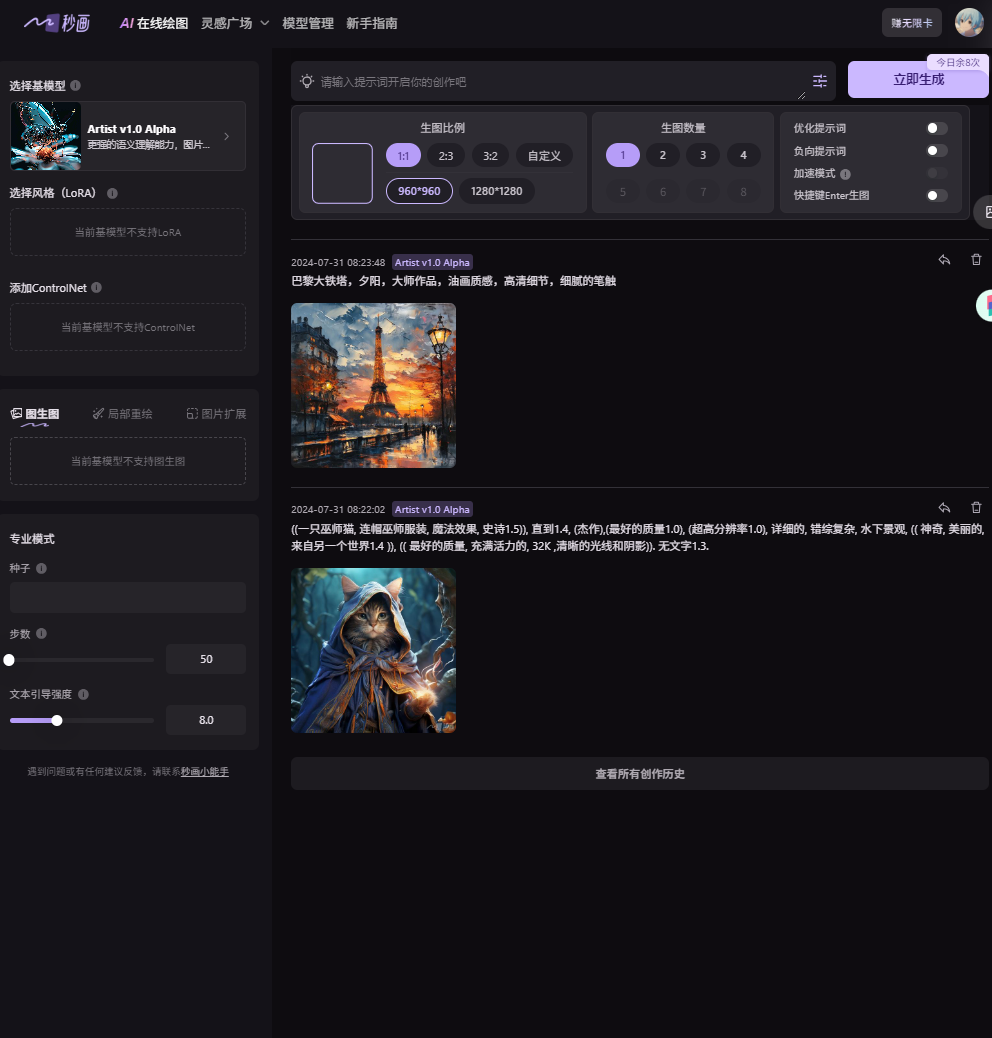 秒画
AI 在线绘图
灵感广场
模型管理
新手指南
赚无限卡
选择基模型
Artist v1.0 Alpha
更强的语义理解能力，图片...
选择风格（LoRA）
当前基模型不支持LoRA
添加ControlNet
当前基模型不支持ControlNet
图生图
局部重绘
图片扩展
当前基模型不支持图生图
专业模式
种子
步数
50
文本引导强度
8.0
遇到问题或有任何建议反馈，请联系秒画小能手
请输入提示词开启你的创作吧
今日余8次
立即生成
生图比例
1:1
2:3
3:2
自定义
960*960
1280*1280
生图数量
1
2
3
4
5
6
7
8
优化提示词
负向提示词
加速模式
快捷键Enter生图
2024-07-31 08:23:48
Artist v1.0 Alpha
巴黎大铁塔，夕阳，大师作品，油画质感，高清细节，细腻的笔触
2024-07-31 08:22:02
Artist v1.0 Alpha
((一只巫师猫, 连帽巫师服装, 魔法效果, 史诗1.5)), 直到1.4, (杰作),(最好的质量1.0), (超高分辨率1.0), 详细的, 错综复杂, 水下景观, (( 神奇, 美丽的,
来自另一个世界1.4 )), (( 最好的质量, 充满活力的, 32K ,清晰的光线和阴影)). 无文字1.3.
查看所有创作历史